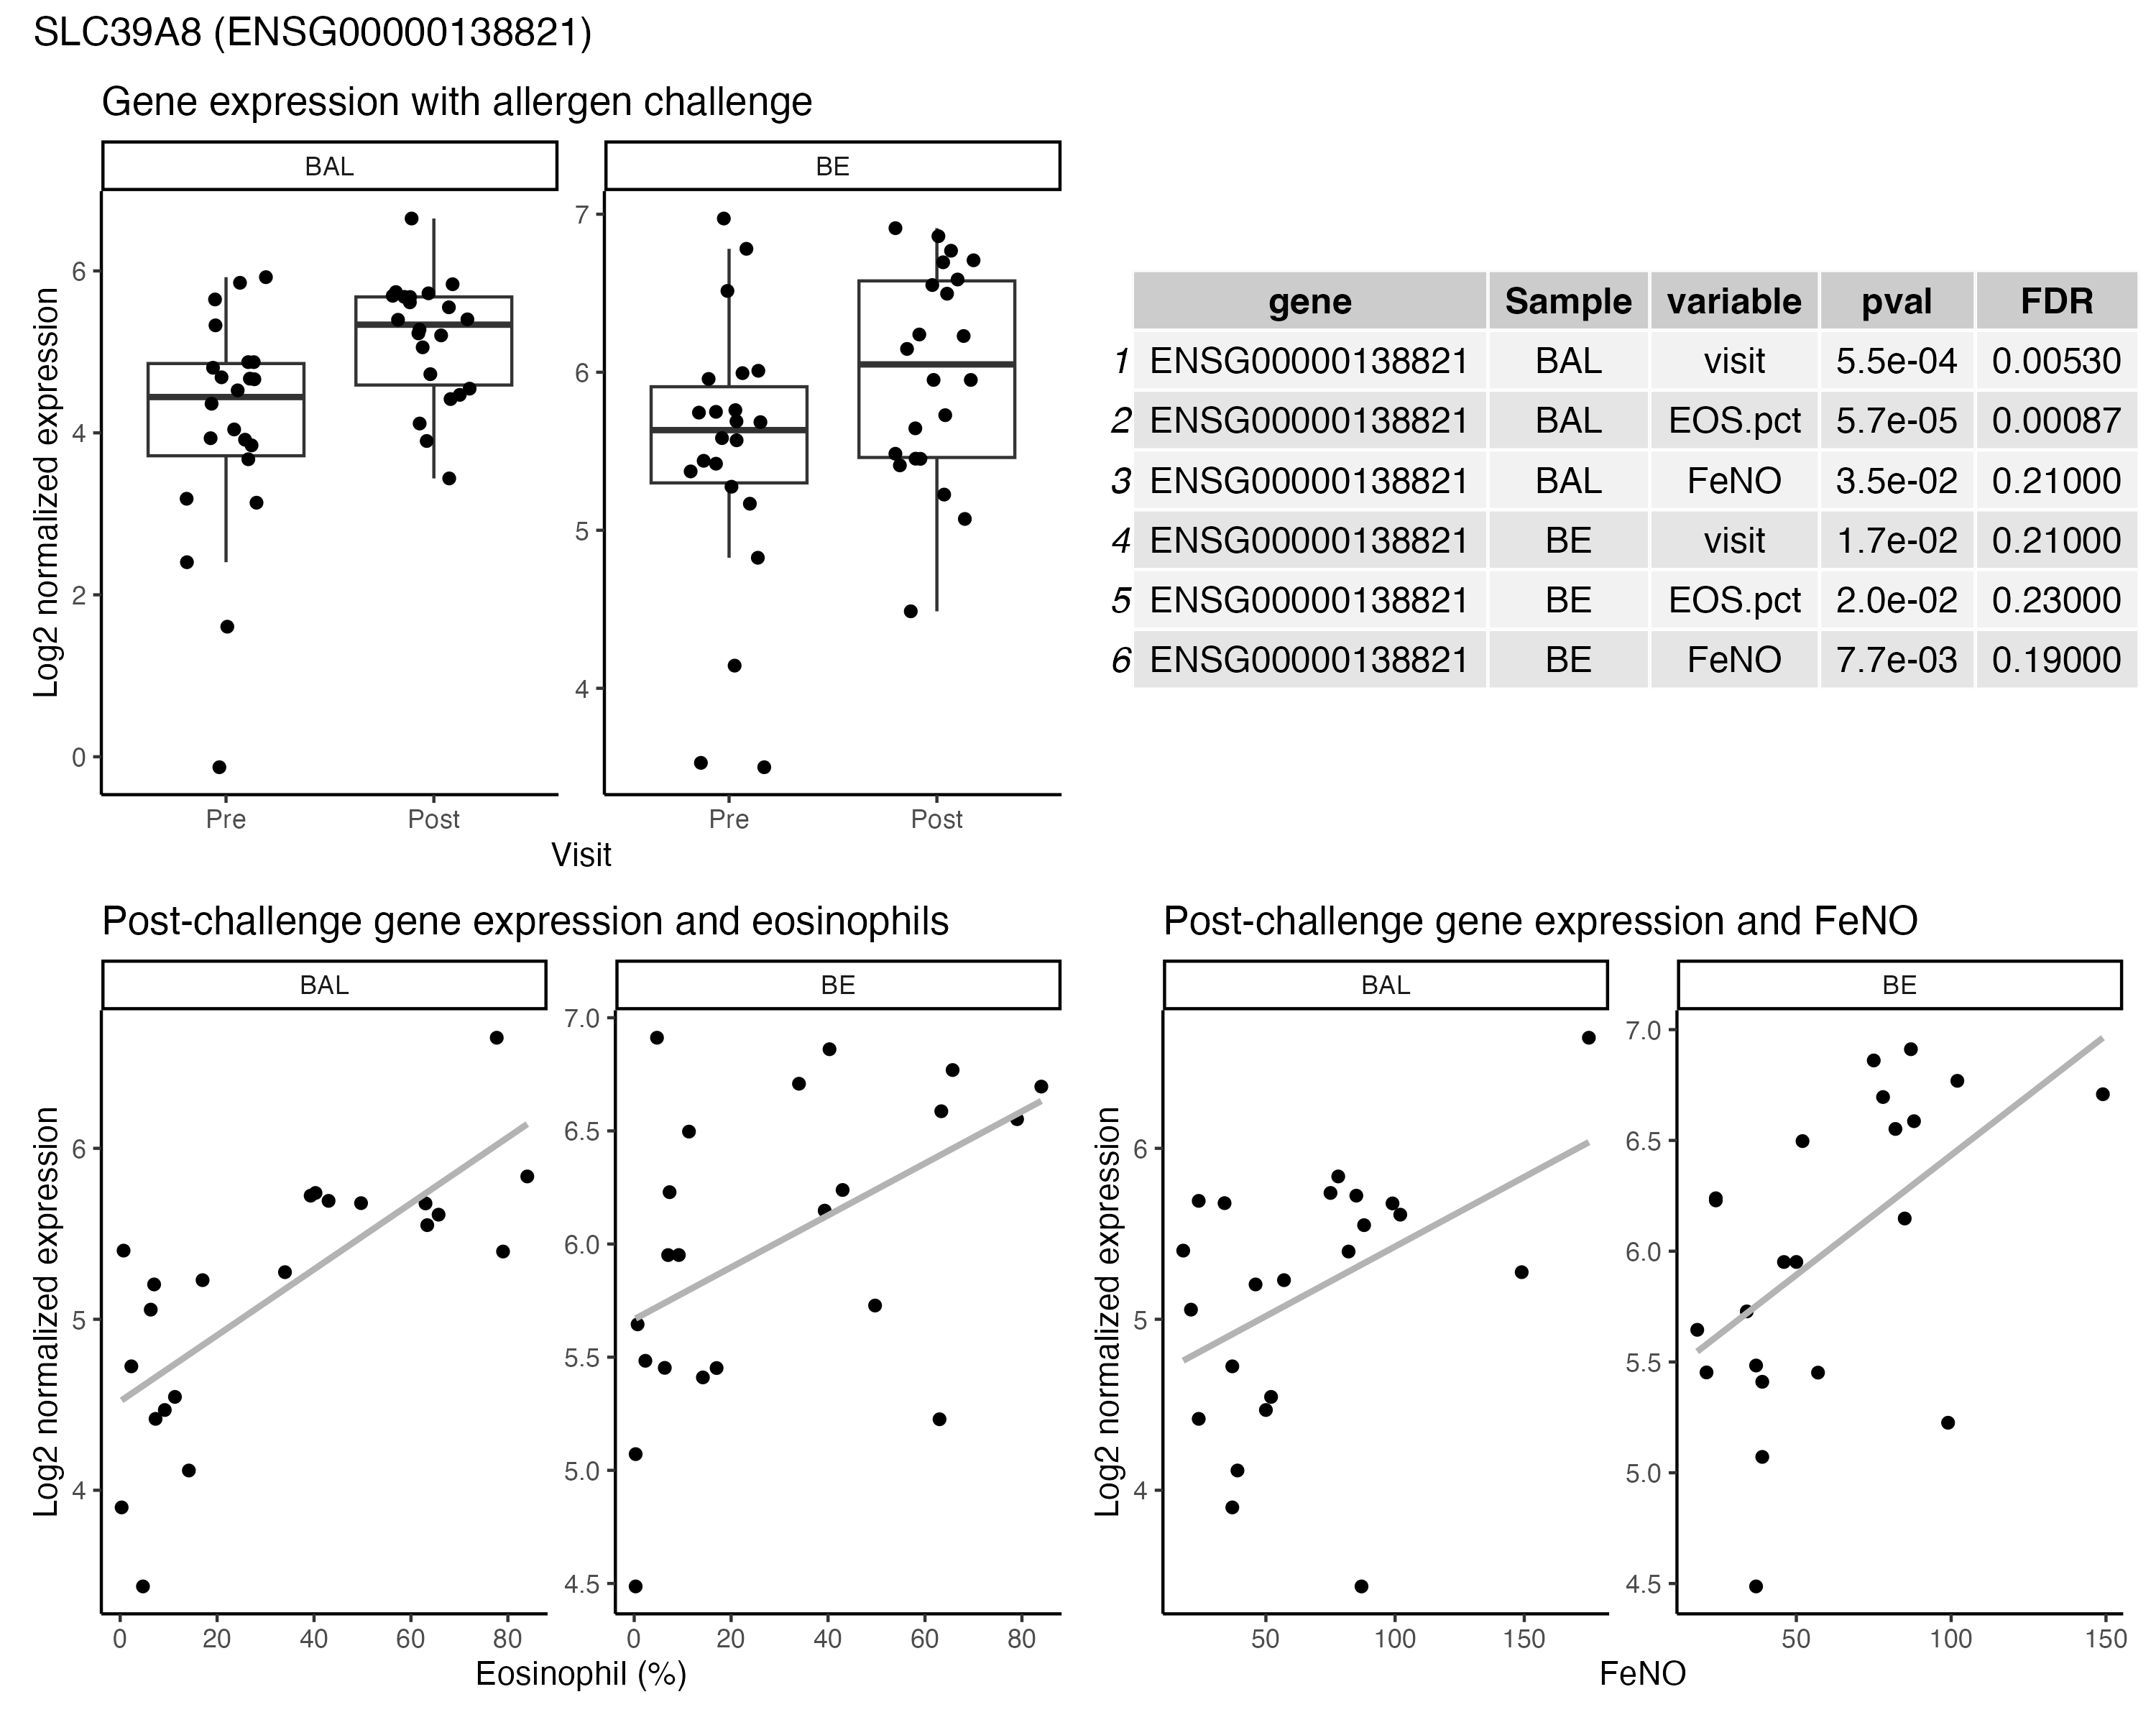 SLC39A8 (ENSG00000138821)
Gene expression with allergen challenge
BAL
BE
Log2 normalized expression
6
4
2
0
7
6
5
4
Pre
Post
Pre
Post
Visit
gene Sample variable pval FDR
1 ENSG00000138821 BAL visit 5.5e-04 0.00530
2 ENSG00000138821 BAL EOS.pct 5.7e-05 0.00087
3 ENSG00000138821 BAL FeNO 3.5e-02 0.21000
4 ENSG00000138821 BE visit 1.7e-02 0.21000
5 ENSG00000138821 BE EOS.pct 2.0e-02 0.23000
6 ENSG00000138821 BE FeNO 7.7e-03 0.19000
Post-challenge gene expression and eosinophils
BAL
BE
Log2 normalized expression
6
5
4
7.0
6.5
6.0
5.5
5.0
4.5
0 20 40 60 80
0 20 40 60 80
Eosinophil (%)
Post-challenge gene expression and FeNO
BAL
BE
Log2 normalized expression
6
5
4
7.0
6.5
6.0
5.5
5.0
4.5
50 100 150
50 100 150
FeNO